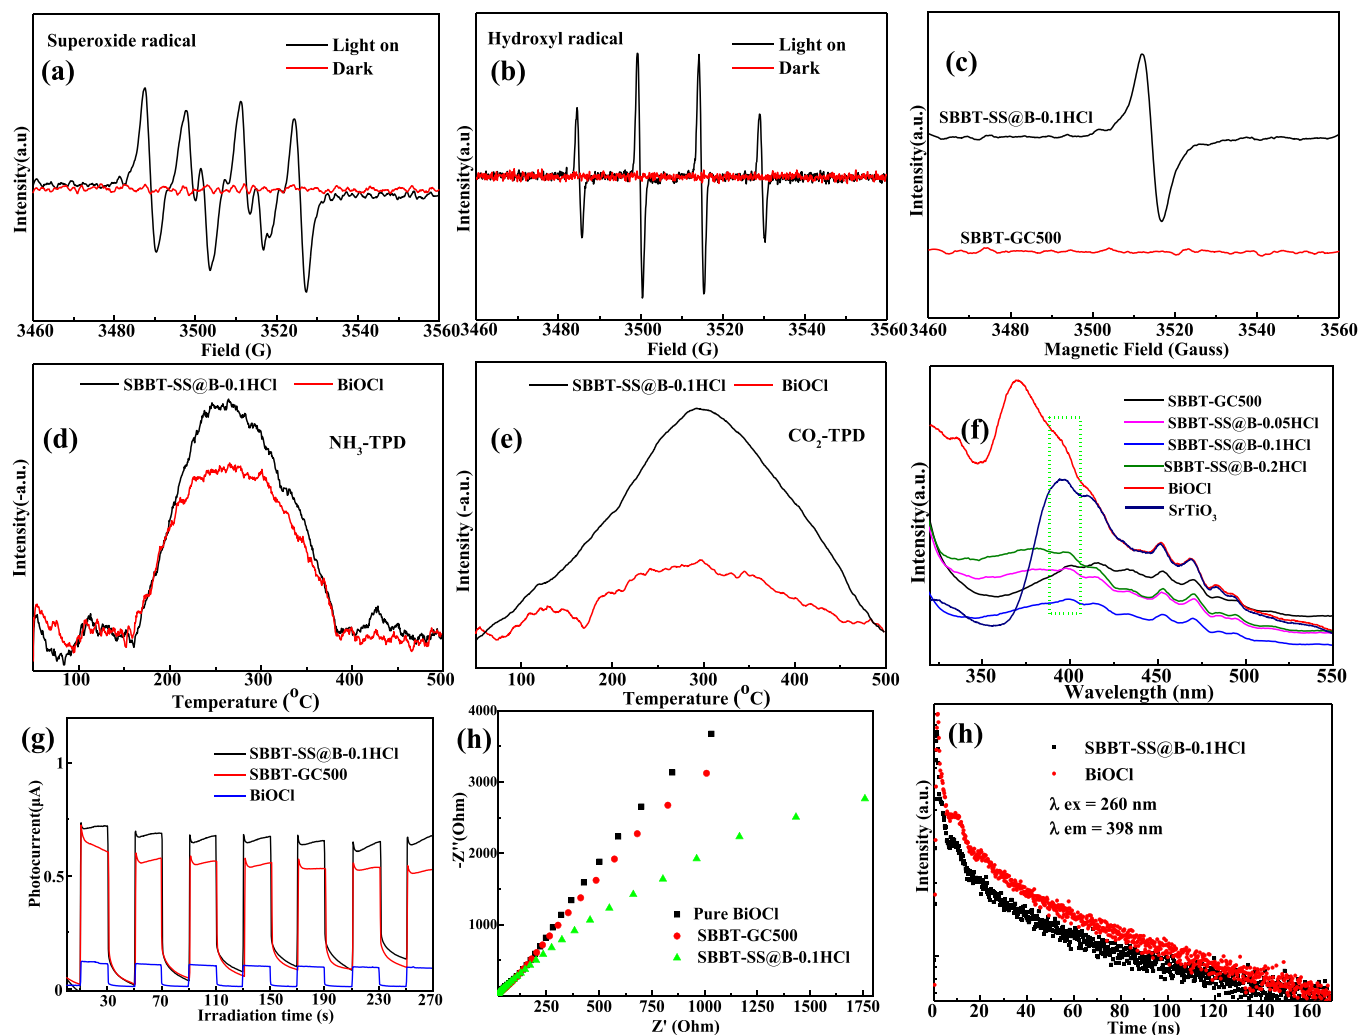 Superoxide radical
Light on
Dark
(a)
Intensity(a.u)
3460 3480 3500 3520 3540 3560
Field (G)
Hydroxyl radical
Light on
Dark
(b)
Intensity(a.u.)
3460 3480 3500 3520 3540 3560
Field (G)
(c)
SBBT-SS@B-0.1HCl
SBBT-GC500
Intensity(a.u.)
3460 3480 3500 3520 3540 3560
Magnetic Field (Gauss)
SBBT-SS@B-0.1HCl BiOCl
(d)
NH3-TPD
Intensity(-a.u.)
100 200 300 400 500
Temperature (°C)
SBBT-SS@B-0.1HCl BiOCl
(e)
CO2-TPD
Intensity (-a.u.)
100 200 300 400 500
Temperature (°C)
(f)
SBBT-GC500
SBBT-SS@B-0.05HCl
SBBT-SS@B-0.1HCl
SBBT-SS@B-0.2HCl
BiOCl
SrTiO3
Intensity(a.u.)
350 400 450 500 550
Wavelength (nm)
(g)
SBBT-SS@B-0.1HCl
SBBT-GC500
BiOCl
Photocurrent(μA)
1
0.5
0
30 70 110 150 190 230 270
Irradiation time (s)
(h)
-Z''(Ohm)
4000
3000
2000
1000
Pure BiOCl
SBBT-GC500
SBBT-SS@B-0.1HCl
250 500 750 1000 1250 1500 1800
Z' (Ohm)
(h)
SBBT-SS@B-0.1HCl
BiOCl
λ ex = 260 nm
λ em = 398 nm
Intensity (a.u.)
0 20 40 60 80 100 120 140 160
Time (ns)